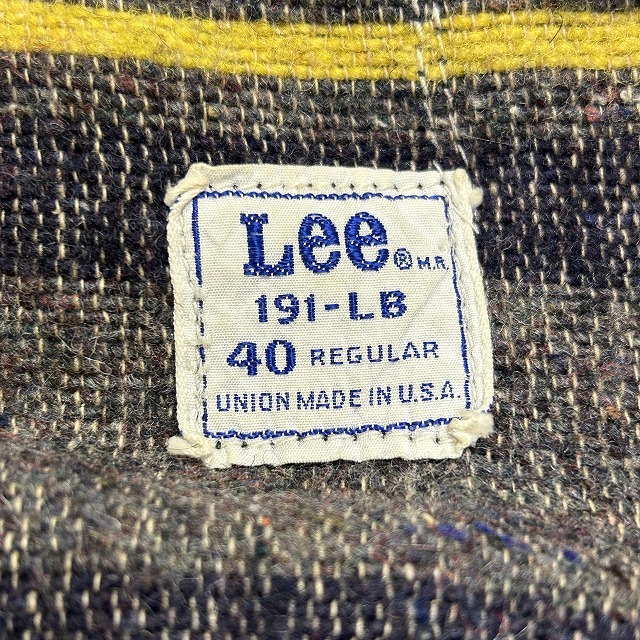 Lee® M.R.
191-LB
40 REGULAR
UNION MADE IN U.S.A.